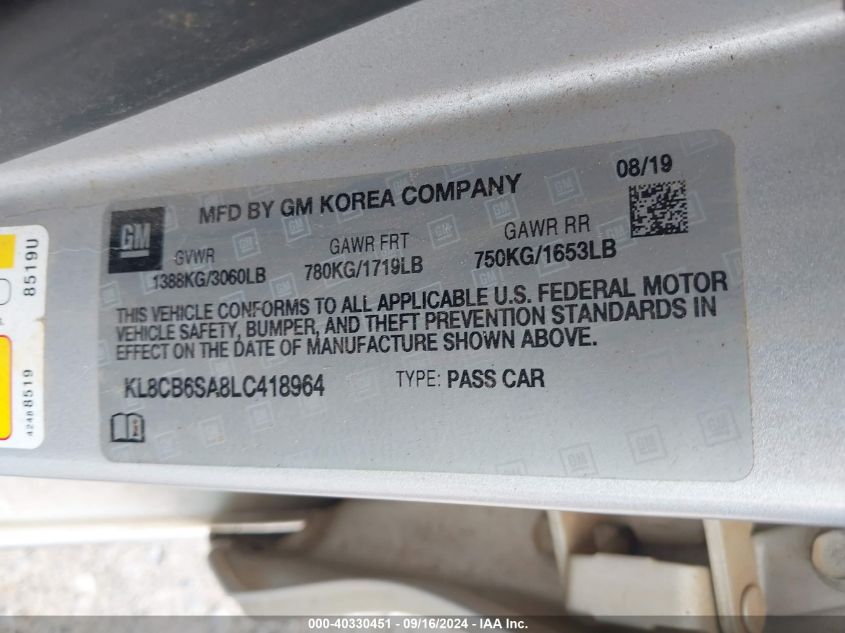 MFD BY GM KOREA COMPANY
08/19
GM
GVWR
1388KG/3060LB
GAWR FRT
780KG/1719LB
GAWR RR
750KG/1653LB
THIS VEHICLE CONFORMS TO ALL APPLICABLE U.S. FEDERAL MOTOR
VEHICLE SAFETY, BUMPER, AND THEFT PREVENTION STANDARDS IN
EFFECT ON THE DATE OF MANUFACTURE SHOWN ABOVE.
KL8CB6SA8LC418964
TYPE: PASS CAR
8519U
42488519
000-40330451 - 09/16/2024 - IAA Inc.